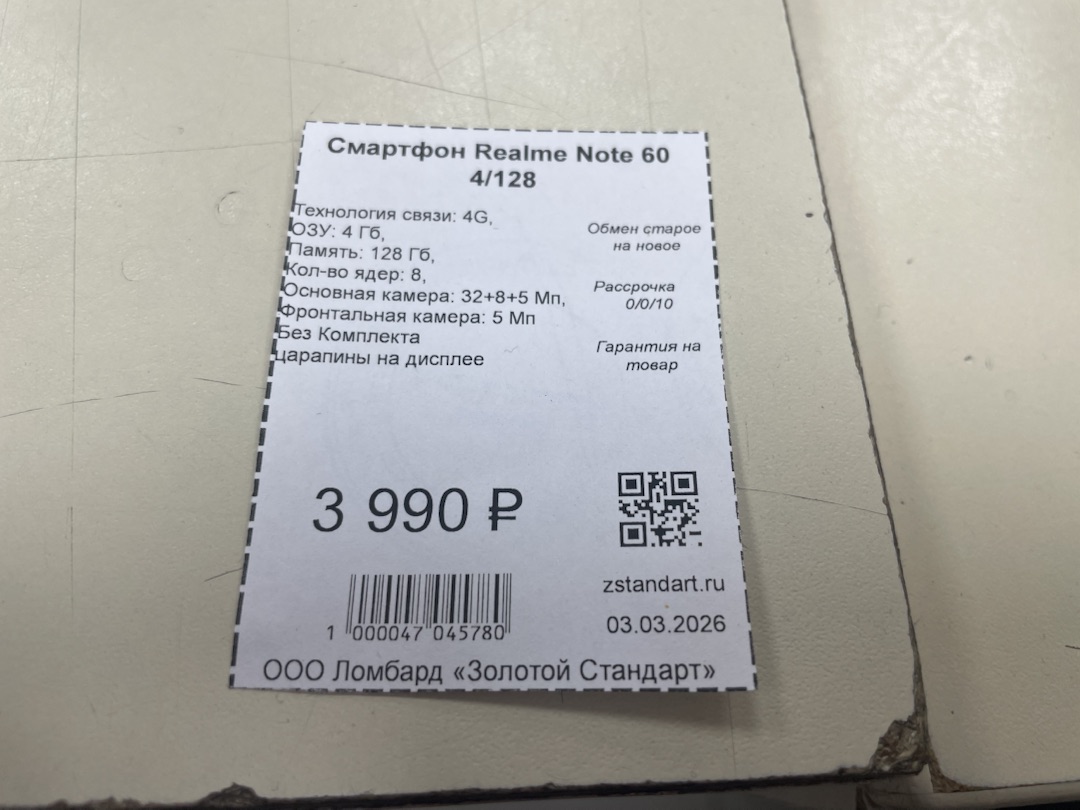 Смартфон Realme Note 60
4/128
Технология связи: 4G,
ОЗУ: 4 Гб,
Память: 128 Гб,
Кол-во ядер: 8,
Основная камера: 32+8+5 Мп,
Фронтальная камера: 5 Мп
Без Комплекта
царапины на дисплее
Обмен старое
на новое
Рассрочка
0/0/10
Гарантия на
товар
3 990 ₽
zstandart.ru
03.03.2026
1 000047 045780
ООО Ломбард «Золотой Стандарт»